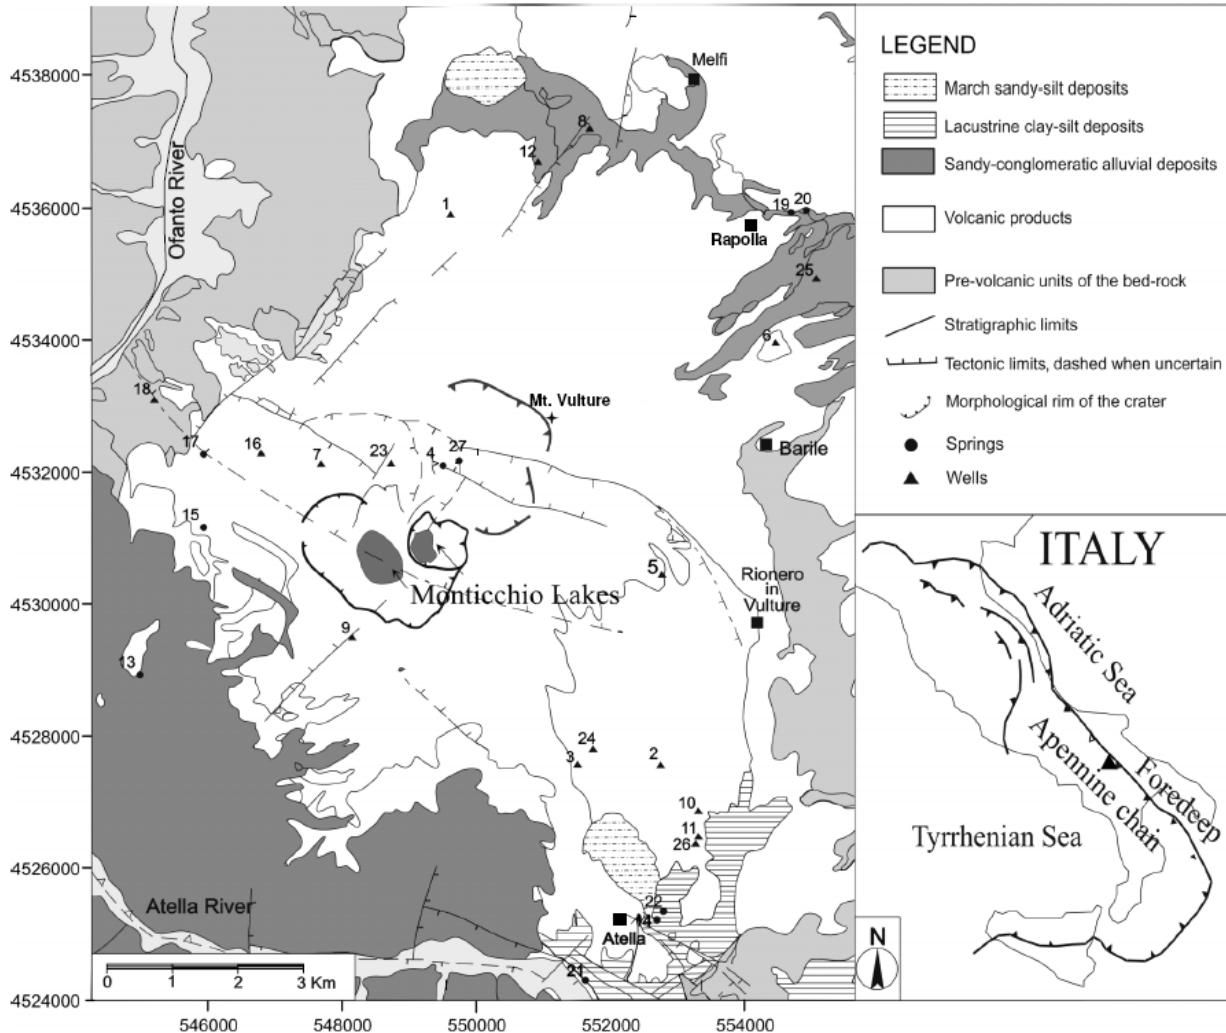 4538000
4536000
4534000
4532000
4530000
4528000
4526000
4524000
546000
548000
550000
552000
554000
Ofanto River
Melfi
8
12
1
19
20
Rapolla
25
6
18
Mt. Vulture
17
16
7
23
4
27
Barile
15
5
Rionero
in
Vulture
Monticchio Lakes
9
13
24
3
2
10
11
26
Atella River
22
14
Atella
21
0 1 2 3 Km
LEGEND
March sandy-silt deposits
Lacustrine clay-silt deposits
Sandy-conglomeratic alluvial deposits
Volcanic products
Pre-volcanic units of the bed-rock
Stratigraphic limits
Tectonic limits, dashed when uncertain
Morphological rim of the crater
Springs
Wells
ITALY
Adriatic Sea
Apennine chain
Foredeep
Tyrrhenian Sea
N